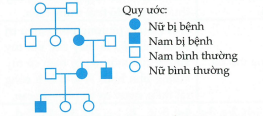 Quy ước:
Nữ bị bệnh
Nam bị bệnh
Nam bình thường
Nữ bình thường